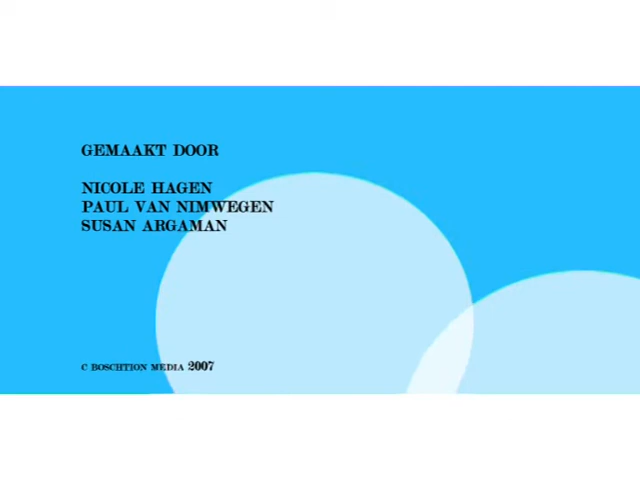 GEMAAKT DOOR
NICOLE HAGEN
PAUL VAN NIMWEGEN
SUSAN ARGAMAN
C BOSCHTION MEDIA 2007